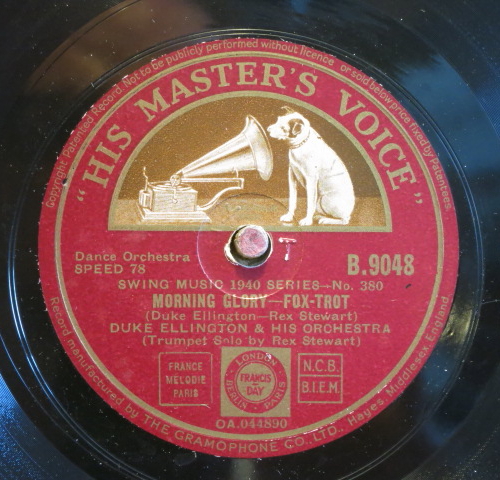 Copyright. Patented Record. Not to be publicly performed without licence or sold below price fixed by Patentees.
"HIS MASTER'S VOICE"
Dance Orchestra
SPEED 78
T
B.9048
SWING MUSIC 1940 SERIES—No. 380
MORNING GLORY—FOX-TROT
(Duke Ellington—Rex Stewart)
DUKE ELLINGTON & HIS ORCHESTRA
(Trumpet Solo by Rex Stewart)
FRANCE
MELODIE
PARIS
LONDON
FRANCIS
DAY
BERLIN PARIS
N.C.B.
B.I.E.M.
OA.044890
Record manufactured by THE GRAMOPHONE CO., LTD., Hayes, Middlesex, England